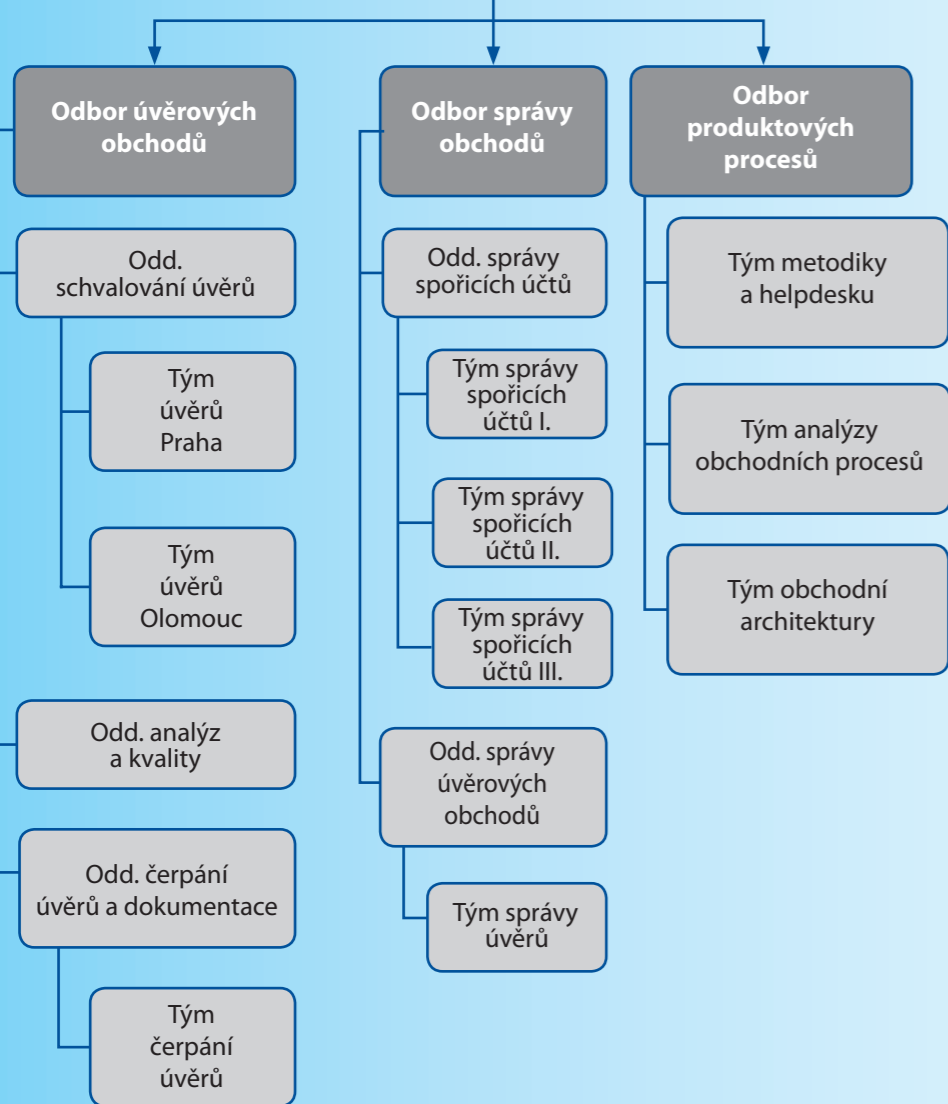 Odbor úvěrových
obchodů
Odd.
schvalování úvěrů
Tým
úvěrů
Praha
Tým
úvěrů
Olomouc
Odd. analýz
a kvality
Odd. čerpání
úvěrů a dokumentace
Tým
čerpání
úvěrů
Odbor správy
obchodů
Odd. správy
spořicích účtů
Tým správy
spořicích
účtů I.
Tým správy
spořicích
účtů II.
Tým správy
spořicích
účtů III.
Odd. správy
úvěrových
obchodů
Tým správy
úvěrů
Odbor
produktových
procesů
Tým metodiky
a helpdesku
Tým analýzy
obchodních procesů
Tým obchodní
architektury